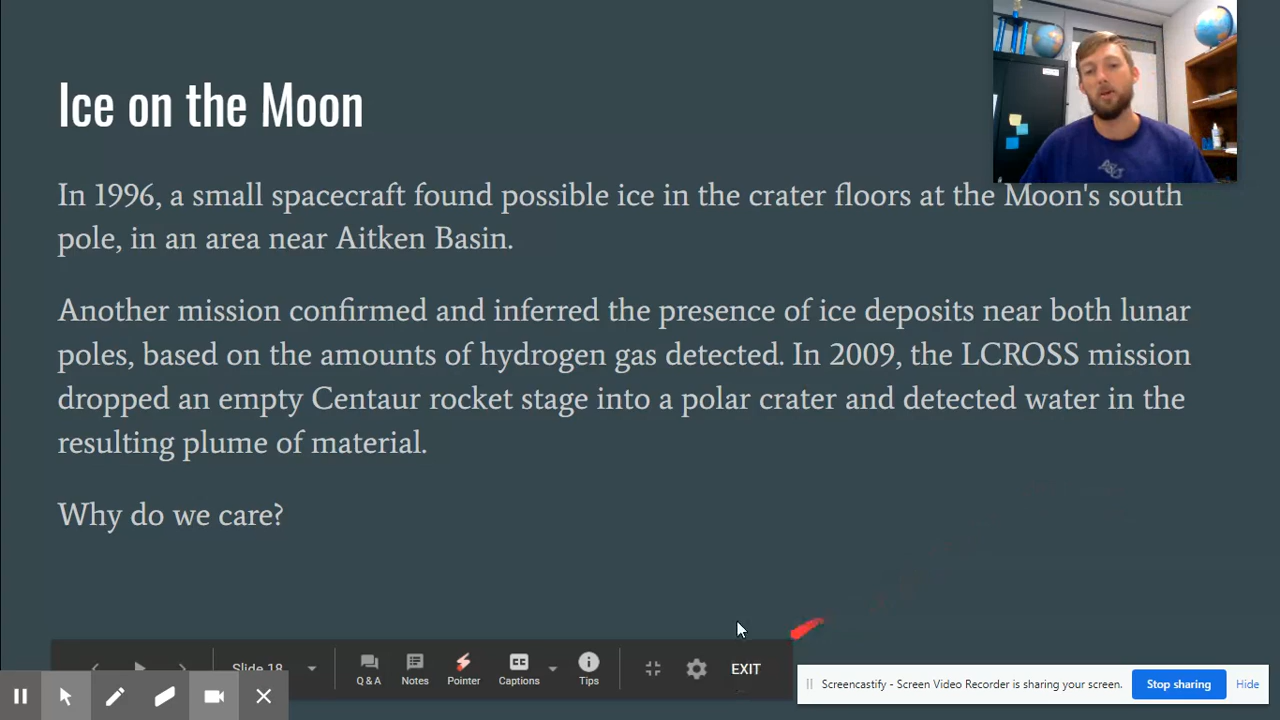 Ice on the Moon
In 1996, a small spacecraft found possible ice in the crater floors at the Moon's south
pole, in an area near Aitken Basin.
Another mission confirmed and inferred the presence of ice deposits near both lunar
poles, based on the amounts of hydrogen gas detected. In 2009, the LCROSS mission
dropped an empty Centaur rocket stage into a polar crater and detected water in the
resulting plume of material.
Why do we care?
Slide 18
Q & A
Notes
Pointer
CC
Captions
Tips
EXIT
Screencastify - Screen Video Recorder is sharing your screen.
Stop sharing
Hide